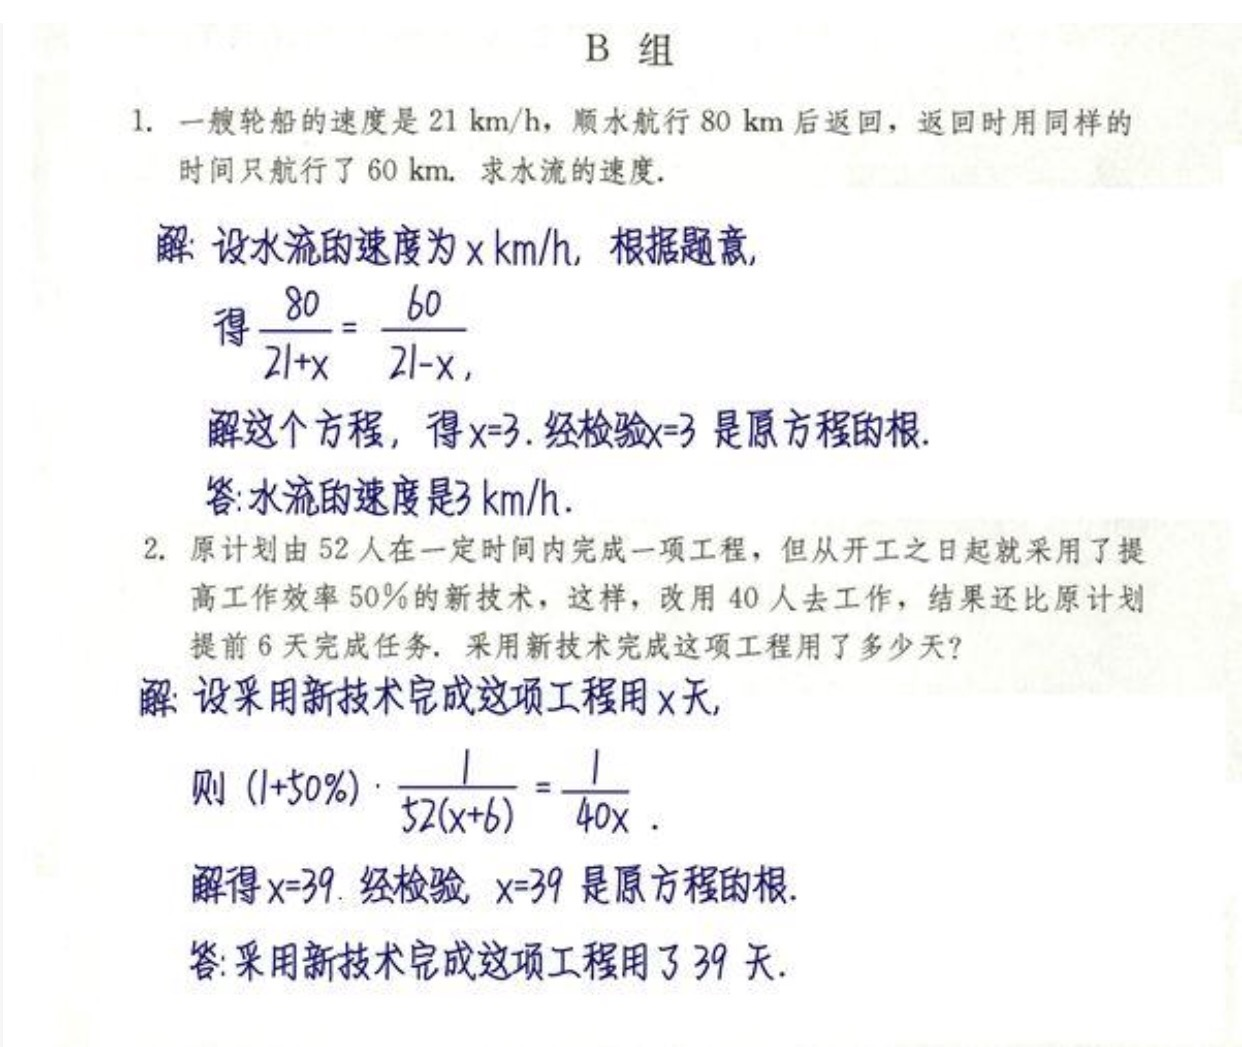 B 组
1. 一艘轮船的速度是 21 km/h，顺水航行 80 km 后返回，返回时用同样的
时间只航行了 60 km. 求水流的速度.
解: 设水流的速度为 x km/h, 根据题意,
得 80/(21+x) = 60/(21-x),
解这个方程, 得 x=3. 经检验x=3 是原方程的根.
答:水流的速度是3 km/h.
2. 原计划由 52 人在一定时间内完成一项工程，但从开工之日起就采用了提
高工作效率 50%的新技术，这样，改用 40 人去工作，结果还比原计划
提前 6 天完成任务. 采用新技术完成这项工程用了多少天?
解: 设采用新技术完成这项工程用 x 天,
则 (1+50%) · 1/(52(x+6)) = 1/(40x).
解得 x=39. 经检验, x=39 是原方程的根.
答:采用新技术完成这项工程用了 39 天.